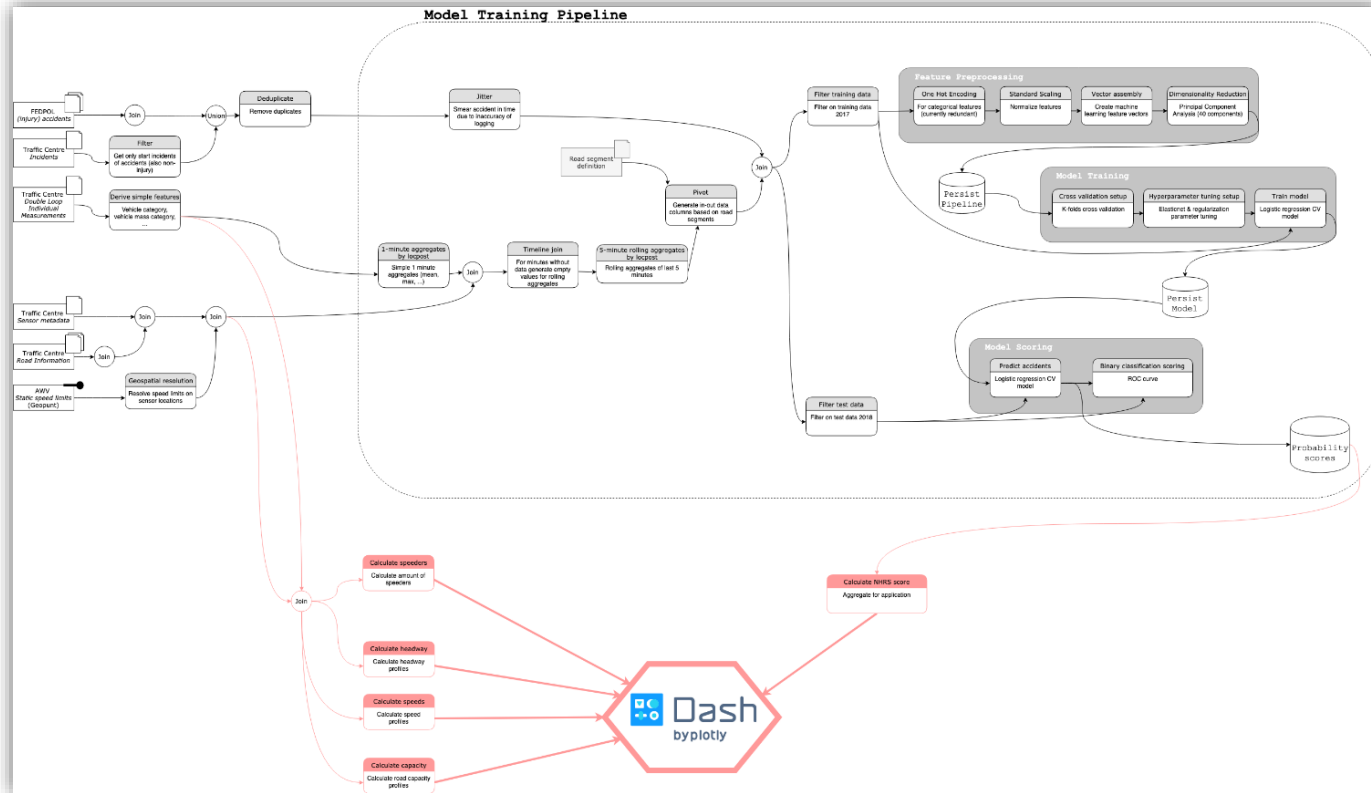 Model Training Pipeline
FEDPOL
(Injury) accidents
Join
Union
Deduplicate
Remove duplicates
Traffic Centre
Incidents
Filter
Get only start incidents
of accidents (also non-
injury)
Traffic Centre
Double Loop
Individual
Measurements
Derive simple features
Vehicle category,
vehicle mass category,
...
Traffic Centre
Sensor metadata
Join
Join
Traffic Centre
Road Information
Join
AWV
Static speed limits
(Geopunt)
Geospatial resolution
Resolve speed limits on
sensor locations
Jitter
Smear accident in time
due to inaccuracy of
logging
Road segment
definition
Pivot
Generate in-out data
columns based on road
segments
Join
1-minute aggregates
by locpost
Simple 1 minute
aggregates (mean,
max, ...)
Join
Timeline join
For minutes without
data generate empty
values for rolling
aggregates
5-minute rolling aggregates
by locpost
Rolling aggregates of last 5
minutes
Filter training data
Filter on training data
2017
Feature Preprocessing
One Hot Encoding
For categorical features
(currently redundant)
Standard Scaling
Normalize features
Vector assembly
Create machine
learning feature vectors
Dimensionality Reduction
Principal Component
Analysis (40 components)
Persist
Pipeline
Model Training
Cross validation setup
K-folds cross validation
Hyperparameter tuning setup
Elasticnet & regularization
parameter tuning
Train model
Logistic regression CV
model
Persist
Model
Model Scoring
Predict accidents
Logistic regression CV
model
Binary classification scoring
ROC curve
Filter test data
Filter on test data 2018
Probability
scores
Join
Calculate speeders
Calculate amount of
speeders
Calculate headway
Calculate headway
profiles
Calculate speeds
Calculate speed
profiles
Calculate capacity
Calculate road capacity
profiles
Calculate NHRS score
Aggregate for application
Dash
by plotly